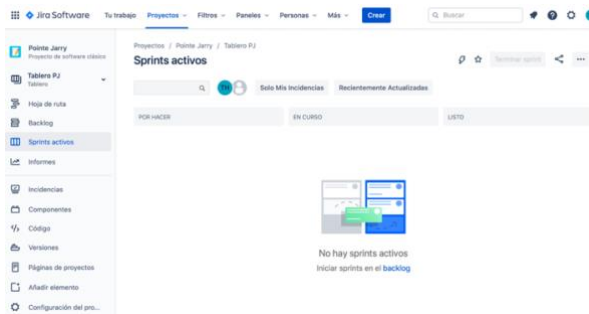 Jira Software
Tu trabajo Proyectos Filtros Paneles Personas Más Crear
Buscar
Pointe Jarry
Proyecto de software clásico
Tablero PJ
Tablero
Hoja de ruta
Backlog
Sprints activos
Informes
Incidencias
Componentes
Código
Versiones
Páginas de proyectos
Añadir elemento
Configuración del pro...
Proyectos / Pointe Jarry / Tablero PJ
Sprints activos
Terminar sprint
Solo Mis Incidencias Recientemente Actualizadas
POR HACER EN CURSO LISTO
No hay sprints activos
Iniciar sprints en el backlog